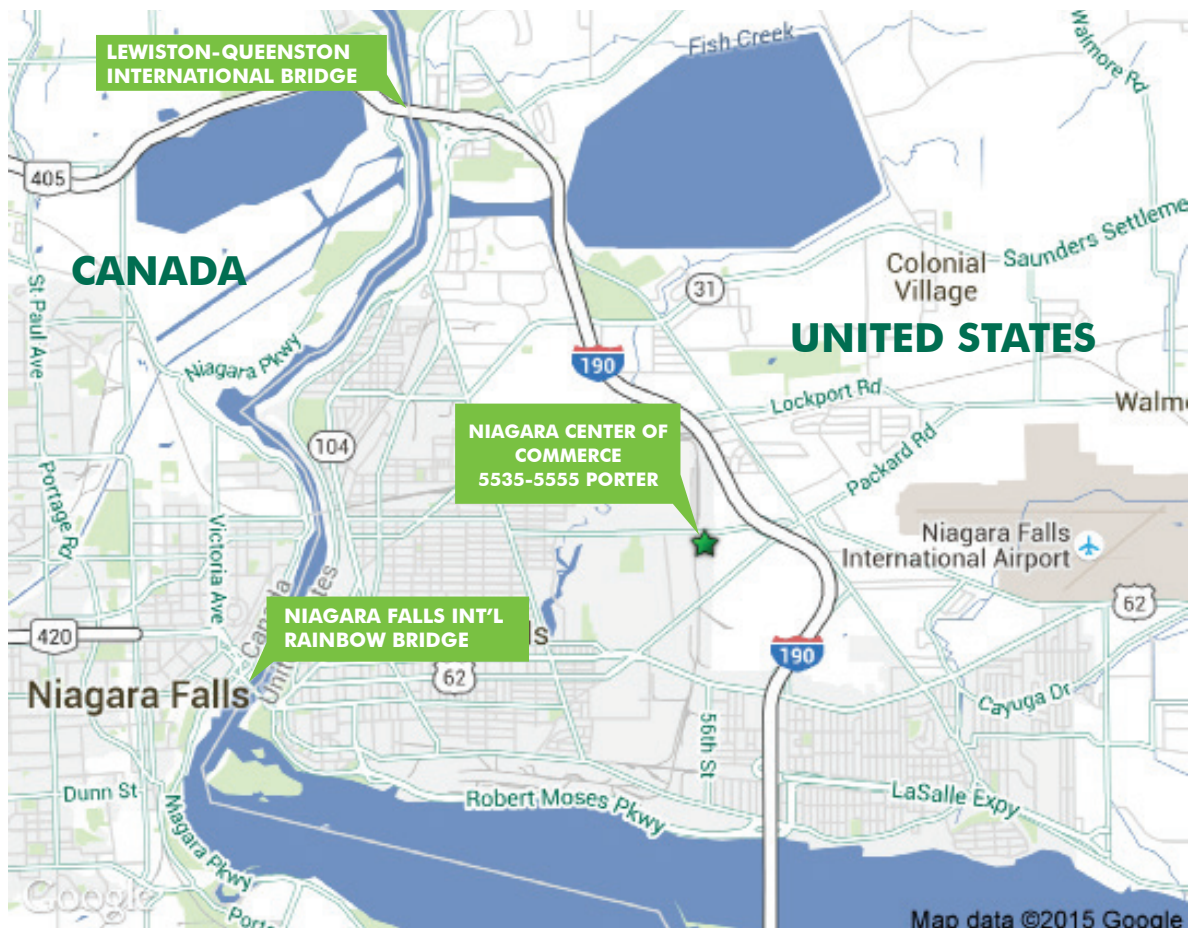 Fish Creek
Walmore Rd
LEWISTON-QUEENSTON
INTERNATIONAL BRIDGE
405
CANADA
St Paul Ave
Saunders Settleme
Colonial
Village
31
UNITED STATES
190
Niagara Pkwy
Lockport Rd
Walm
NIAGARA CENTER OF
COMMERCE
5535-5555 PORTER
104
Packard Rd
Portage Rd
Victoria Ave
Niagara Falls
International Airport
Canada
62
NIAGARA FALLS INT'L
RAINBOW BRIDGE
420
ls
190
62
Niagara Falls
Cayuga Dr
56th St
Dunn St
Robert Moses Pkwy
LaSalle Expy
Niagara Pkwy
Google
Map data ©2015 Google